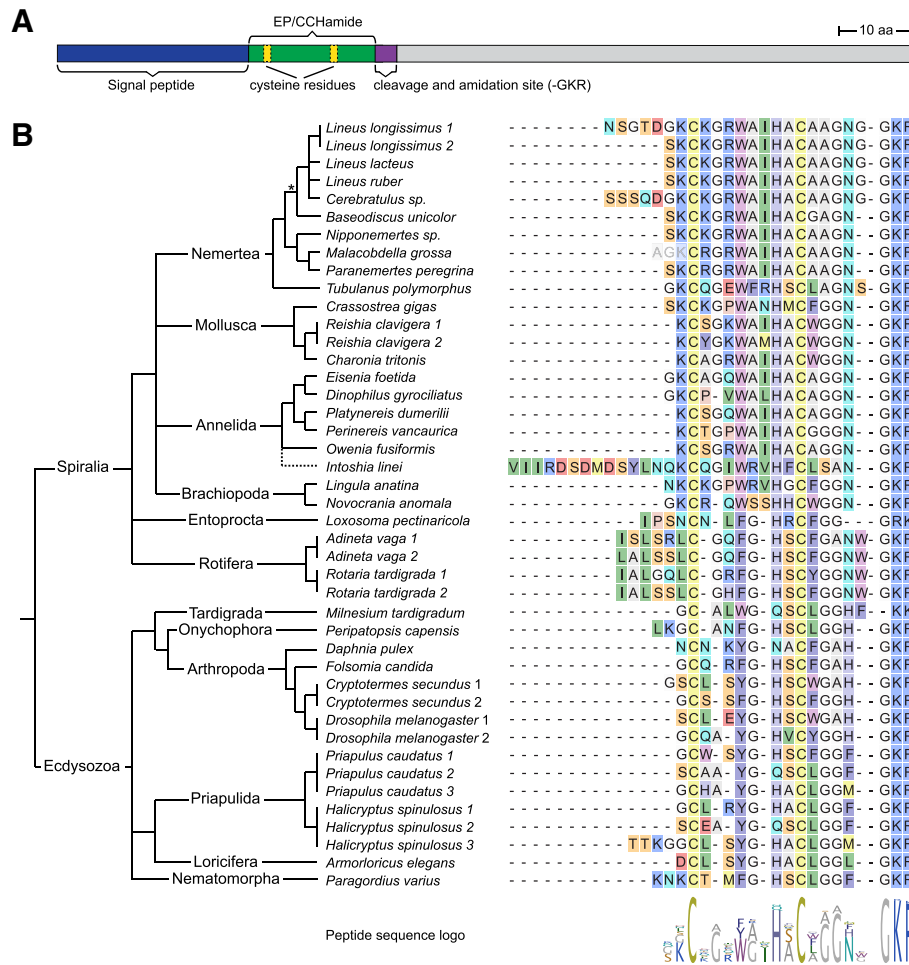 A
EP/CCHamide
10 aa
Signal peptide
cysteine residues
cleavage and amidation site (-GKR)
B
Lineus longissimus 1 --------NSGTDGKCKGRWAIHACAAGNG-GKR
Lineus longissimus 2 -------------SKCKGRWAIHACAAGNG-GKR
Lineus lacteus -------------SKCKGRWAIHACAAGNG-GKR
Lineus ruber -------------SKCKGRWAIHACAAGNG-GKR
*
Cerebratulus sp. --------SSSQDGKCKGRWAIHACAAGNG-GKR
Baseodiscus unicolor -------------SKCKGRWAIHACGAGN--GKR
Nipponemertes sp. -------------SKCKGRWAIHACAAGN--GKR
Nemertea
Malacobdella grossa ------------AGKCRGRWAIHACAAGN--GKR
Paranemertes peregrina -------------SKCRGRWAIHACAAGN--GKR
Tubulanus polymorphus -------------GKCQGEWFRHSCLAGNS-GKR
Crassostrea gigas -------------SKCKGPWANHMCFGGN--GKR
Mollusca
Reishia clavigera 1 --------------KCSGKWAIHACWGGN--GKR
Reishia clavigera 2 --------------KCYGKWAMHACWGGN--GKR
Charonia tritonis --------------KCAGRWAIHACWGGN--GKR
Eisenia foetida -------------GKCAGQWAIHACAGGN--GKR
Dinophilus gyrociliatus -------------GKCP-VWALHACAGGN--GKR
Platynereis dumerilii --------------KCSGQWAIHACAGGN--GKR
Annelida
Perinereis vancaurica --------------KCTGPWAIHACGGGN--GKR
Owenia fusiformis --------------KCSGRWAIHACAGGN--GKR
Spiralia
Intoshia linei VIIRDSDMDSYLNQKCQGIWRVHFCLSAN--GKR
Lingula anatina -------------NKCKGPWRVHGCFGGN--GKR
Brachiopoda
Novocrania anomala -------------GKCR-QWSSHHCWGGN--GKR
Entoprocta
Loxosoma pectinaricola -----------IPSNCN-LFG-HRCFGG---GRK
Adineta vaga 1 ---------ISLSRLC-GQFG-HSCFGANW-GKR
Rotifera
Adineta vaga 2 ---------LALSSLC-GQFG-HSCFGGNW-GKR
Rotaria tardigrada 1 ---------IALGQLC-GRFG-HSCYGGNW-GKR
Rotaria tardigrada 2 ---------IALSSLC-GHFG-HSCFGGNW-GKR
Tardigrada
Milnesium tardigradum --------------GC-ALWG-QSCLGGHF-GKK
Onychophora
Peripatopsis capensis ------------LKGC-ANFG-HSCLGGH--GKR
Daphnia pulex --------------NCN-KYG-NACFGAH--GKR
Arthropoda
Folsomia candida --------------GCQ-RFG-HSCFGAH--GKR
Cryptotermes secundus 1 -------------GSCL-SYG-HSCWGAH--GKR
Cryptotermes secundus 2 --------------GCS-SFG-HSCFGGH--GKR
Drosophila melanogaster 1 --------------SCL-EYG-HSCWGAH--GKR
Drosophila melanogaster 2 --------------GCQA-YG-HVCYGGH--GKR
Ecdysozoa
Priapulus caudatus 1 --------------GCW-SYG-HSCFGGF--GKR
Priapulus caudatus 2 --------------SCAA-YG-QSCLGGF--GKR
Priapulida
Priapulus caudatus 3 --------------GCHA-YG-HACLGGM--GKR
Halicryptus spinulosus 1 --------------GCL-RYG-HACLGGF--GKR
Halicryptus spinulosus 2 --------------SCEA-YG-QSCLGGF--GKR
Halicryptus spinulosus 3 ----------TTKGGCL-SYG-HACLGGM--GKR
Loricifera
Armorloricus elegans --------------DCL-SYG-HACLGGL--GKR
Nematomorpha
Paragordius varius ------------KNKCT-MFG-HSCLGGF--GKR
Peptide sequence logo